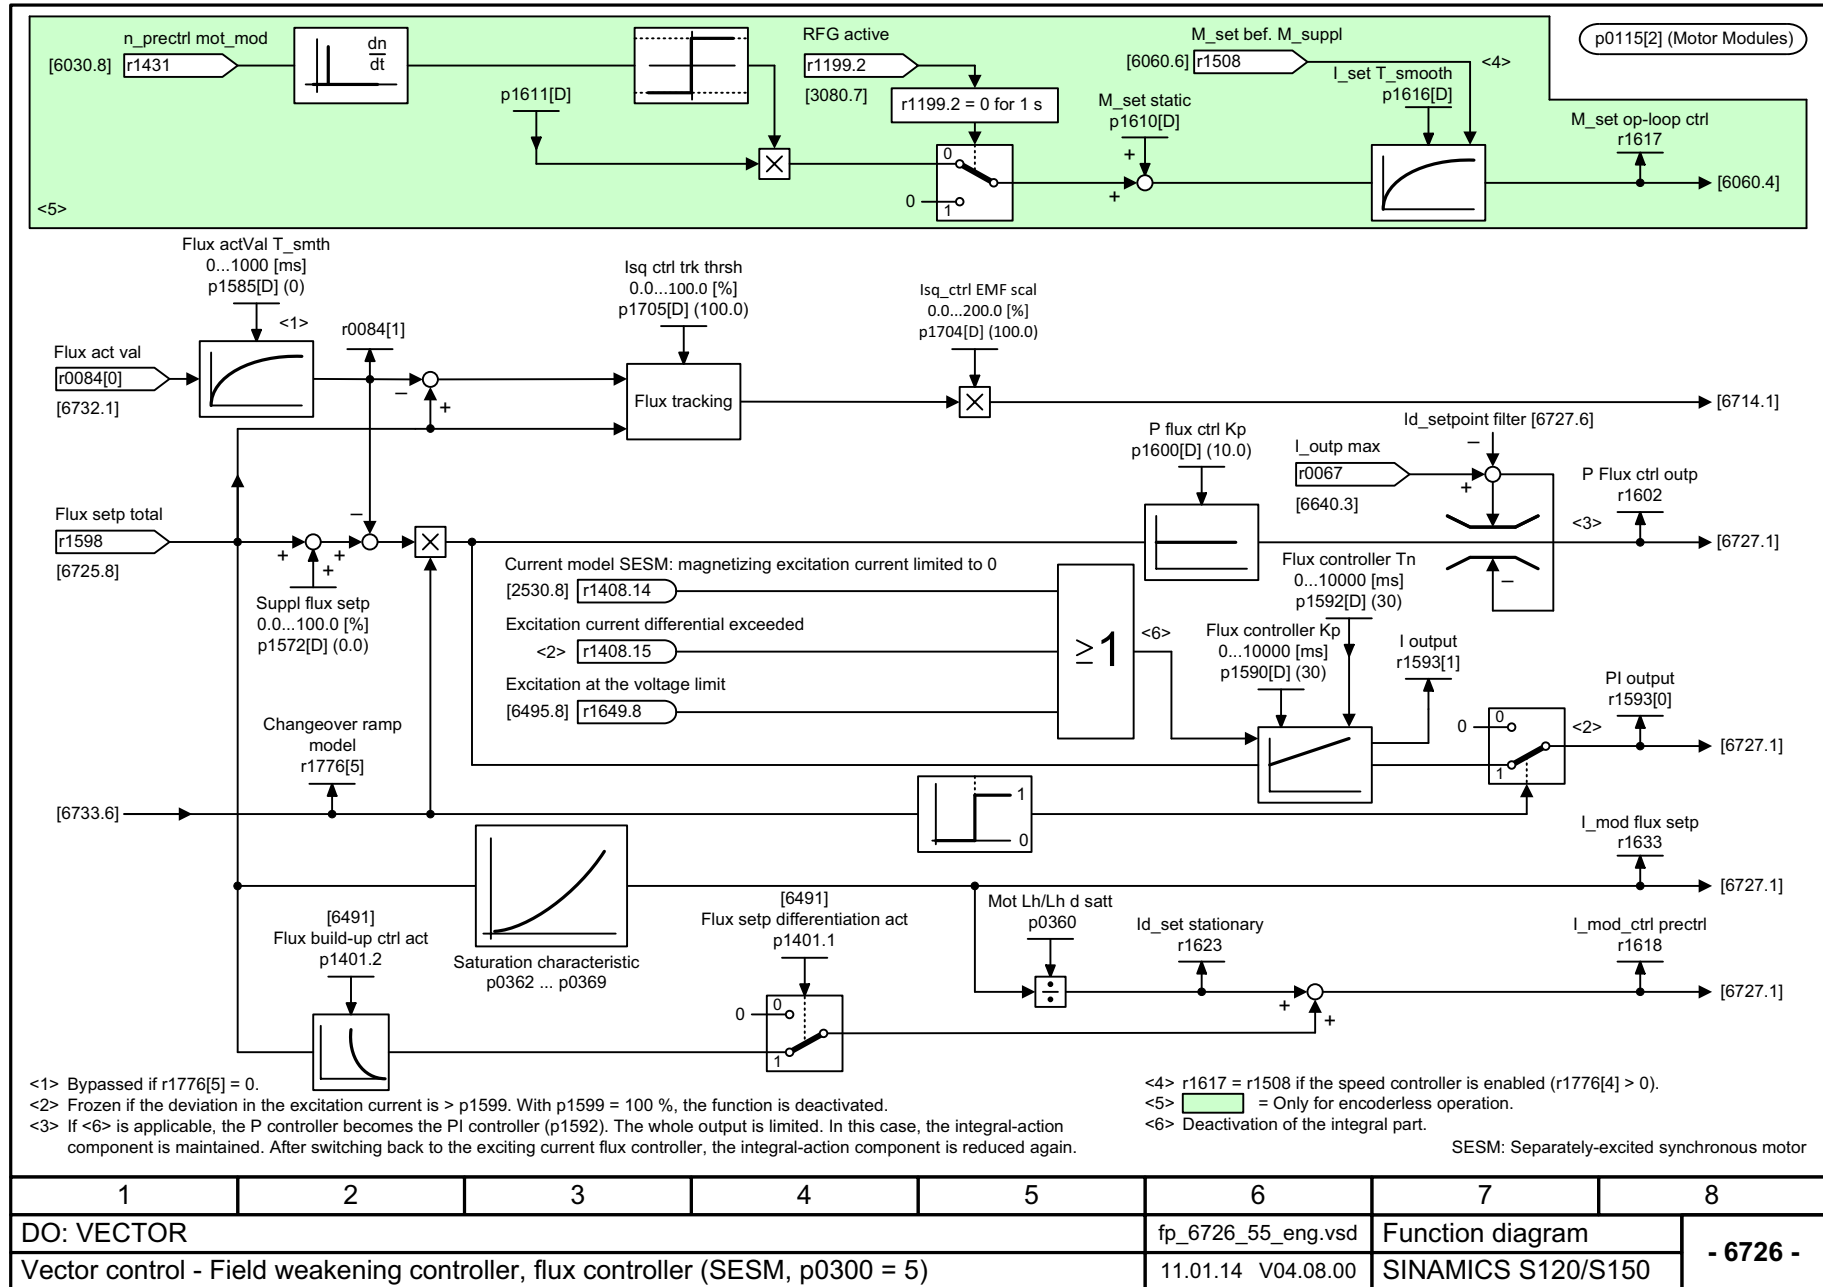 p0115[2] (Motor Modules)
n_prectrl mot_mod
[6030.8] r1431
dn
dt
p1611[D]
RFG active
r1199.2
[3080.7]
r1199.2 = 0 for 1 s
0
0
1
M_set bef. M_suppl
[6060.6] r1508
<4>
I_set T_smooth
p1616[D]
M_set static
p1610[D]
+
+
M_set op-loop ctrl
r1617
[6060.4]
<5>
Flux actVal T_smth
0...1000 [ms]
p1585[D] (0)
<1>
r0084[1]
Flux act val
r0084[0]
[6732.1]
–
+
Isq ctrl trk thrsh
0.0...100.0 [%]
p1705[D] (100.0)
Flux tracking
Isq_ctrl EMF scal
0.0...200.0 [%]
p1704[D] (100.0)
[6714.1]
Flux setp total
r1598
[6725.8]
+
+
+
–
Suppl flux setp
0.0...100.0 [%]
p1572[D] (0.0)
P flux ctrl Kp
p1600[D] (10.0)
Id_setpoint filter [6727.6]
I_outp max
r0067
[6640.3]
–
+
–
P Flux ctrl outp
r1602
<3>
[6727.1]
Current model SESM: magnetizing excitation current limited to 0
[2530.8] r1408.14
Excitation current differential exceeded
<2> r1408.15
Excitation at the voltage limit
[6495.8] r1649.8
≥1
<6>
Flux controller Tn
0...10000 [ms]
p1592[D] (30)
Flux controller Kp
0...10000 [ms]
p1590[D] (30)
I output
r1593[1]
PI output
r1593[0]
0
0
1
<2>
[6727.1]
Changeover ramp
model
r1776[5]
[6733.6]
1
0
I_mod flux setp
r1633
[6727.1]
Saturation characteristic
p0362 ... p0369
[6491]
Flux build-up ctrl act
p1401.2
[6491]
Flux setp differentiation act
p1401.1
0
0
1
Mot Lh/Lh d satt
p0360
÷
Id_set stationary
r1623
+
+
I_mod_ctrl prectrl
r1618
[6727.1]
<1> Bypassed if r1776[5] = 0.
<2> Frozen if the deviation in the excitation current is > p1599. With p1599 = 100 %, the function is deactivated.
<3> If <6> is applicable, the P controller becomes the PI controller (p1592). The whole output is limited. In this case, the integral-action
component is maintained. After switching back to the exciting current flux controller, the integral-action component is reduced again.
<4> r1617 = r1508 if the speed controller is enabled (r1776[4] > 0).
<5> = Only for encoderless operation.
<6> Deactivation of the integral part.
SESM: Separately-excited synchronous motor
1 2 3 4 5 6 7 8
DO: VECTOR
fp_6726_55_eng.vsd
Function diagram
- 6726 -
Vector control - Field weakening controller, flux controller (SESM, p0300 = 5)
11.01.14 V04.08.00
SINAMICS S120/S150